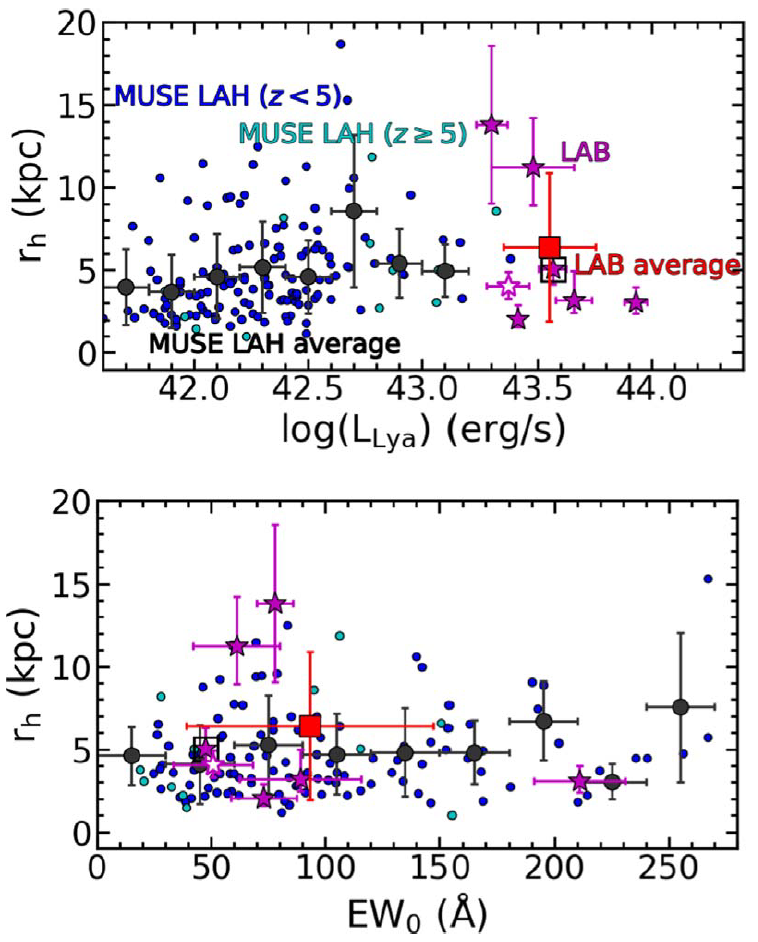 20
15
10
5
0
r_h (kpc)
MUSE LAH (z < 5)
MUSE LAH (z ≥ 5)
LAB
LAB average
MUSE LAH average
42.0 42.5 43.0 43.5 44.0
log(L_Lya) (erg/s)
20
15
10
5
0
r_h (kpc)
0 50 100 150 200 250
EW_0 (Å)